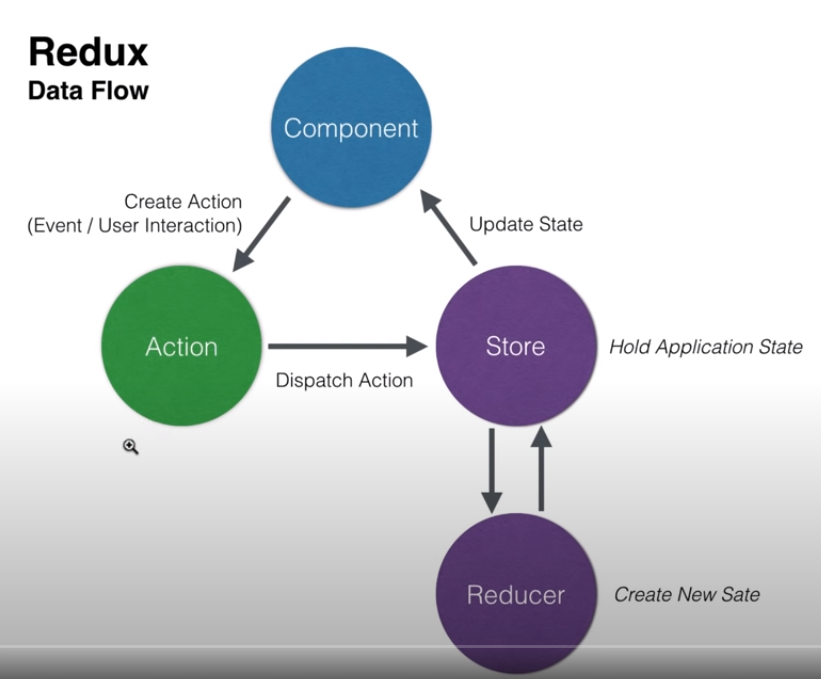 Redux
Data Flow
Component
Create Action
(Event / User Interaction)
Update State
Action
Dispatch Action
Store
Hold Application State
Reducer
Create New Sate